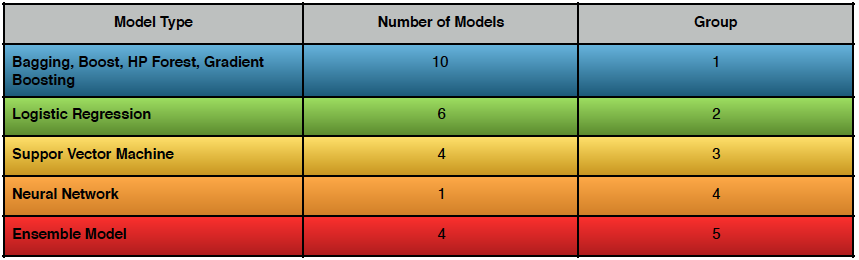 Model Type Number of Models Group
Bagging, Boost, HP Forest, Gradient 10 1
Boosting
Logistic Regression 6 2
Suppor Vector Machine 4 3
Neural Network 1 4
Ensemble Model 4 5